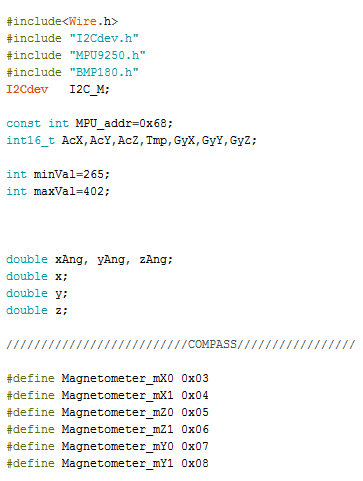 #include<Wire.h>
#include "I2Cdev.h"
#include "MPU9250.h"
#include "BMP180.h"
I2Cdev   I2C_M;
const int MPU_addr=0x68;
int16_t AcX,AcY,AcZ,Tmp,GyX,GyY,GyZ;
int minVal=265;
int maxVal=402;
double xAng, yAng, zAng;
double x;
double y;
double z;
//////////////////////////COMPASS/////////////////
#define Magnetometer_mX0 0x03
#define Magnetometer_mX1 0x04
#define Magnetometer_mZ0 0x05
#define Magnetometer_mZ1 0x06
#define Magnetometer_mY0 0x07
#define Magnetometer_mY1 0x08